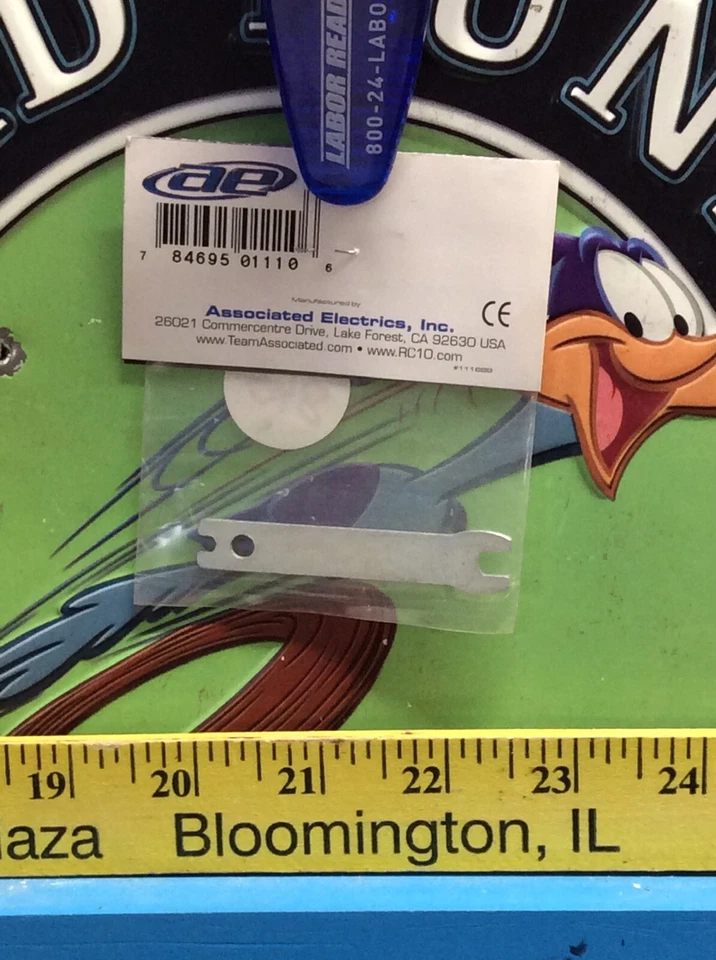 D
UN
LABOR READ
800-24-LABO
ae
7 84695 01110 6
Manufactured by
Associated Electrics, Inc.
26021 Commercentre Drive, Lake Forest, CA 92630 USA
www.TeamAssociated.com • www.RC10.com
CE
19 20 21 22 23 24
laza Bloomington, IL